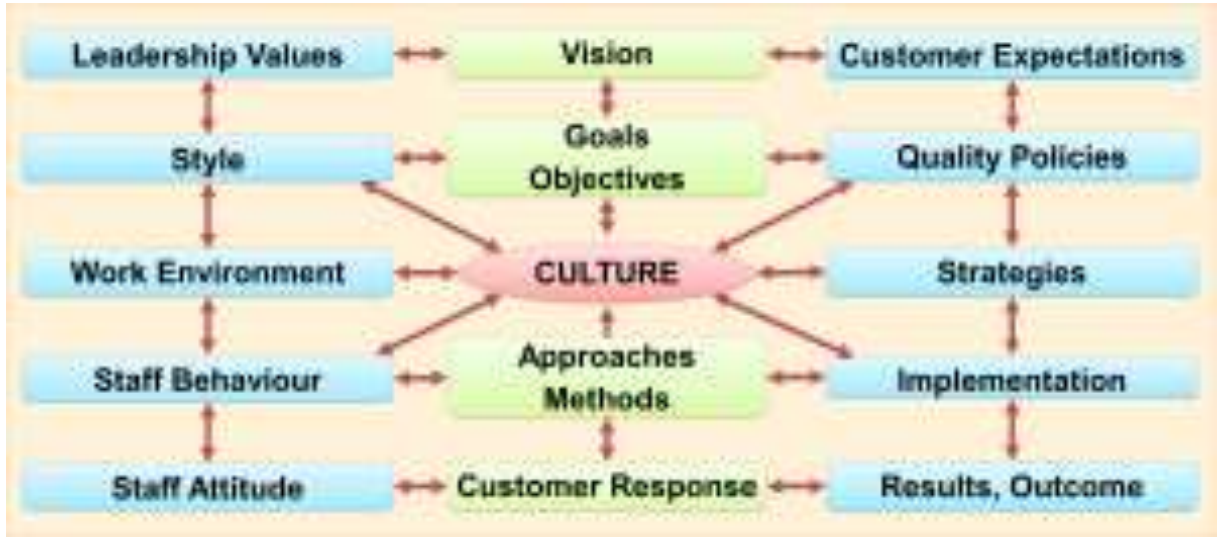 Leadership Values
Vision
Customer Expectations
Style
Goals
Objectives
Quality Policies
Work Environment
CULTURE
Strategies
Staff Behaviour
Approaches
Methods
Implementation
Staff Attitude
Customer Response
Results, Outcome